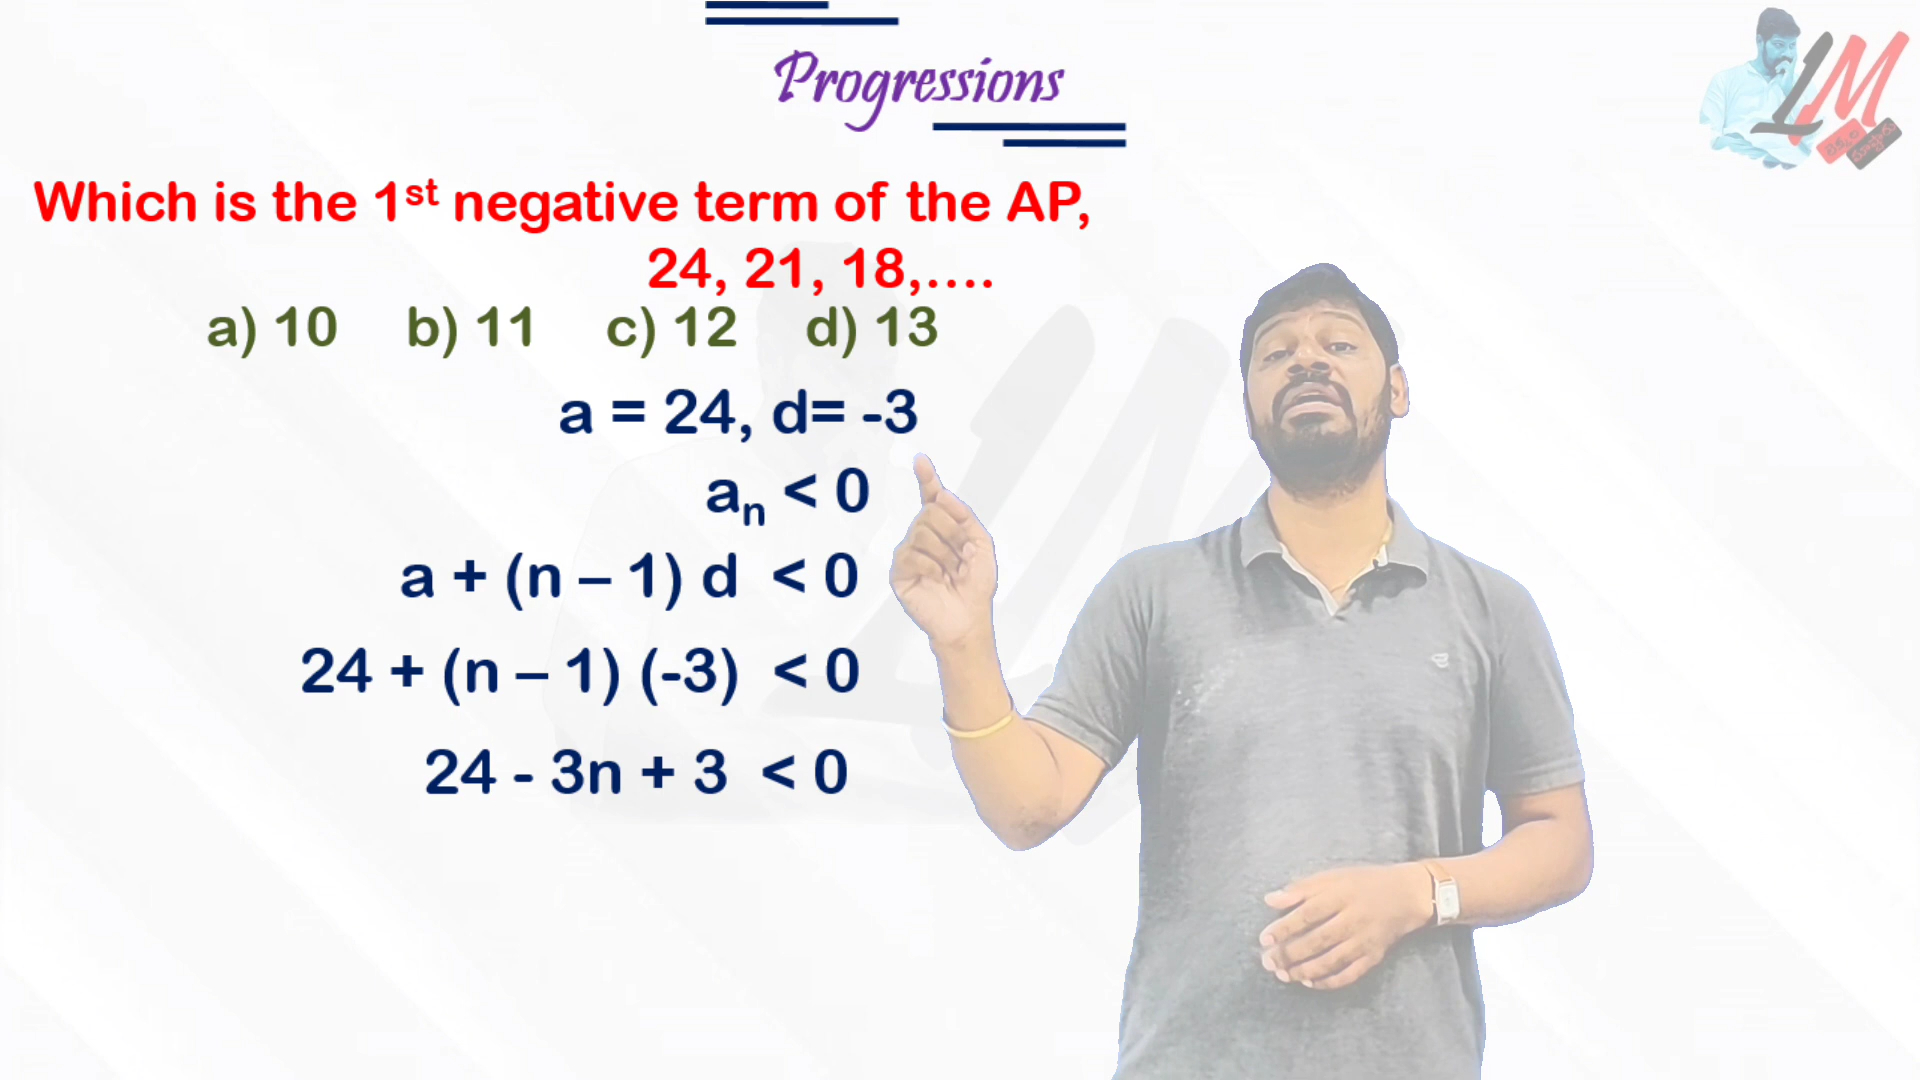 Progressions
LM
Which is the 1st negative term of the AP,
24, 21, 18,....
a) 10 b) 11 c) 12 d) 13
a = 24, d= -3
an < 0
a + (n – 1) d < 0
24 + (n – 1) (-3) < 0
24 - 3n + 3 < 0